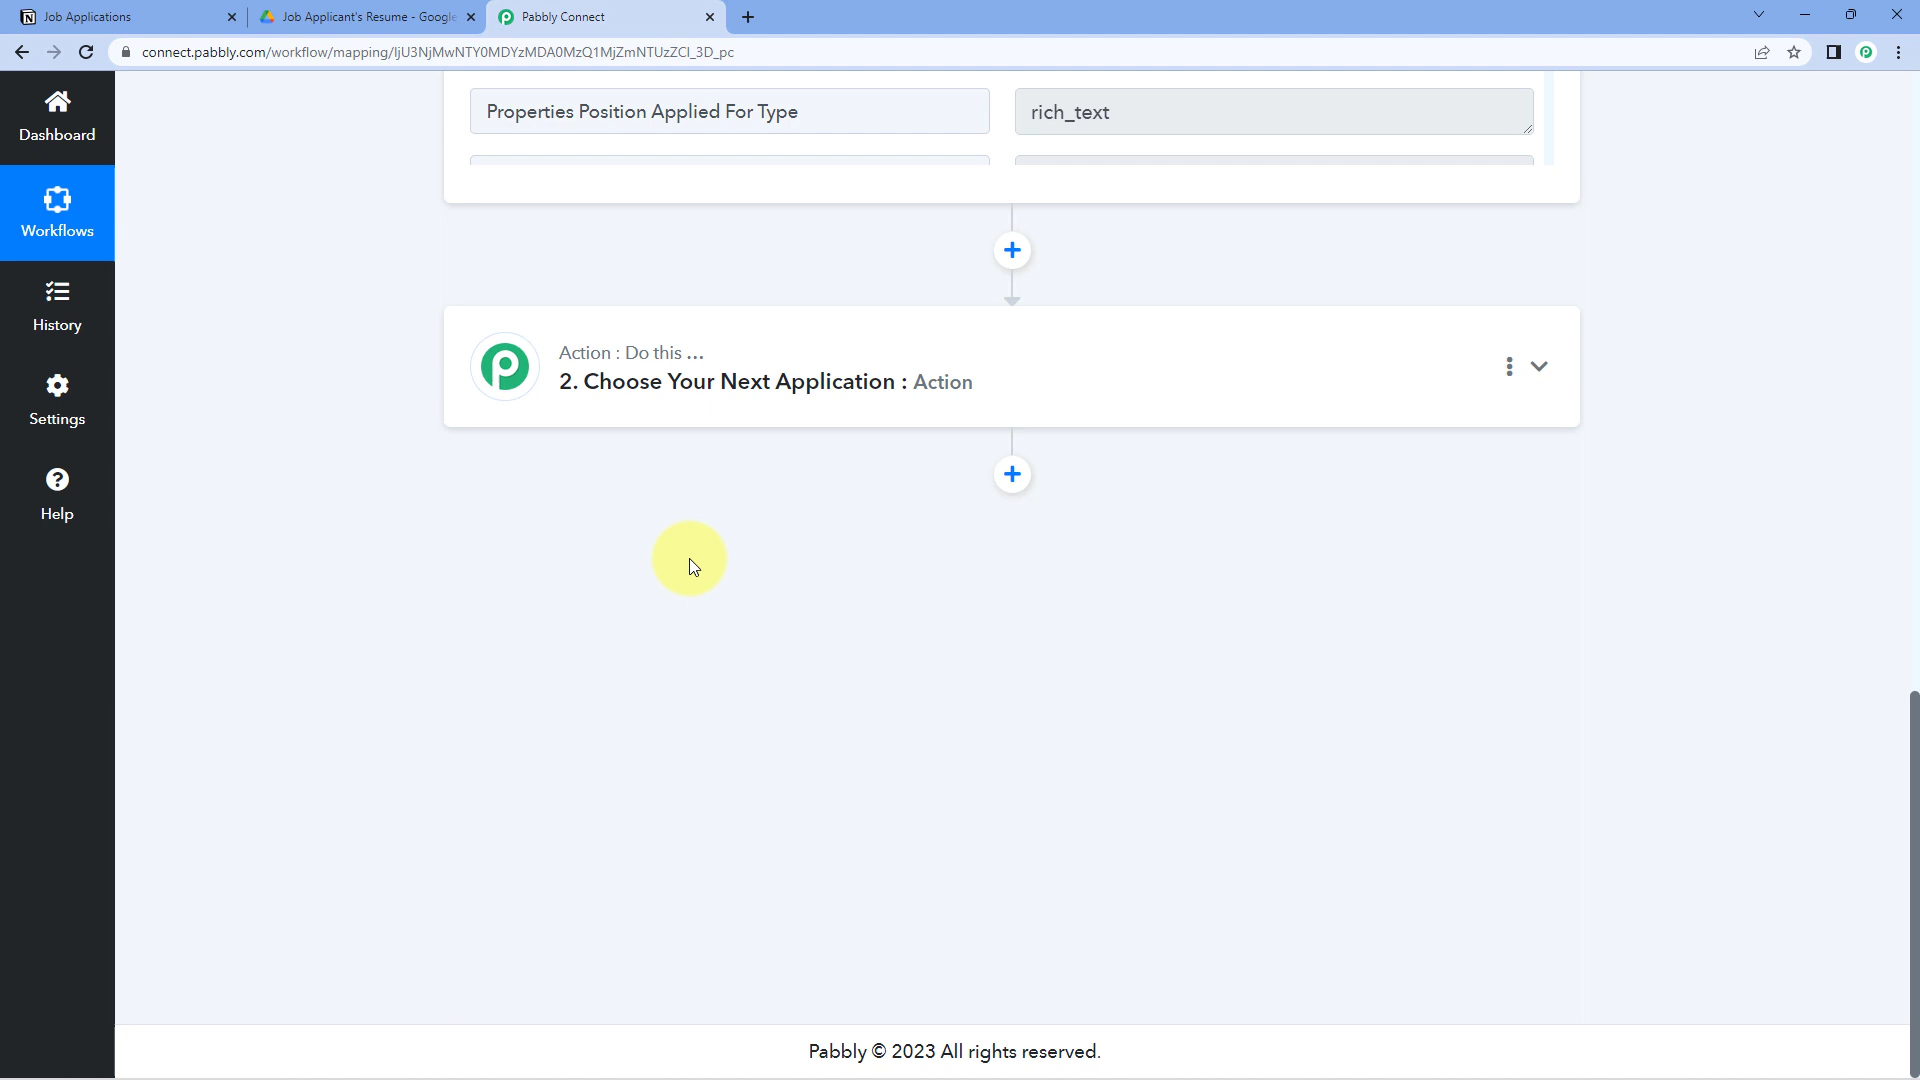 Job Applications
Job Applicant's Resume - Google
Pabbly Connect
connect.pabbly.com/workflow/mapping/IjU3NjMwNTY0MDYzMDA0MzQ1MjZmNTUzZCI_3D_pc
Dashboard
Properties Position Applied For Type
rich_text
Workflows
History
Action : Do this ...
2. Choose Your Next Application : Action
Settings
Help
Pabbly © 2023 All rights reserved.